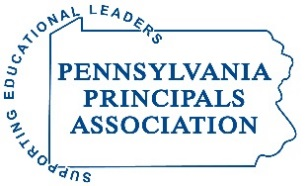 SUPPORTING EDUCATIONAL LEADERS
PENNSYLVANIA
PRINCIPALS
ASSOCIATION